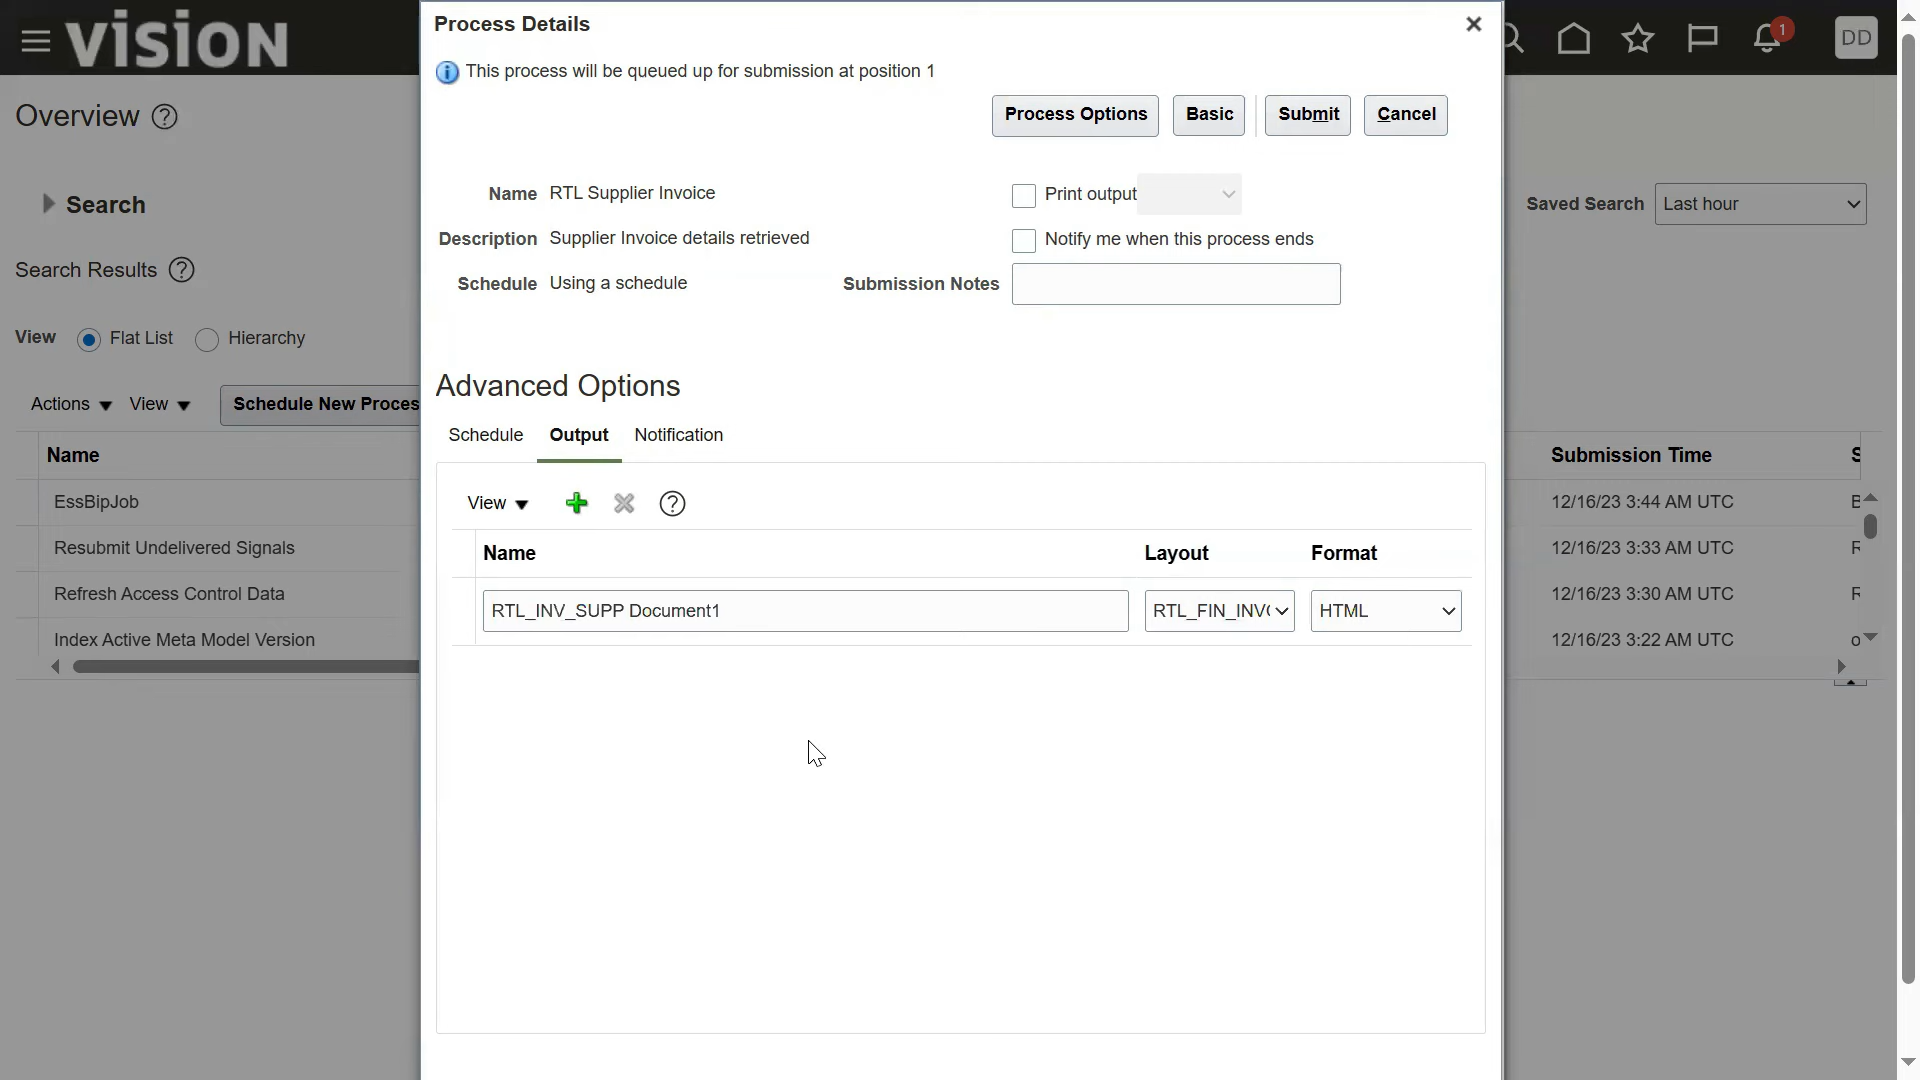 vision
1
DD
Overview
Search
Saved Search Last hour
Search Results
View Flat List Hierarchy
Actions View Schedule New Proces
Name
EssBipJob
Resubmit Undelivered Signals
Refresh Access Control Data
Index Active Meta Model Version
Process Details
This process will be queued up for submission at position 1
Process Options Basic Submit Cancel
Name RTL Supplier Invoice
Print output
Description Supplier Invoice details retrieved
Notify me when this process ends
Schedule Using a schedule
Submission Notes
Advanced Options
Schedule Output Notification
View
Name Layout Format
RTL_INV_SUPP Document1 RTL_FIN_INV HTML
Submission Time S
12/16/23 3:44 AM UTC
12/16/23 3:33 AM UTC
12/16/23 3:30 AM UTC
12/16/23 3:22 AM UTC